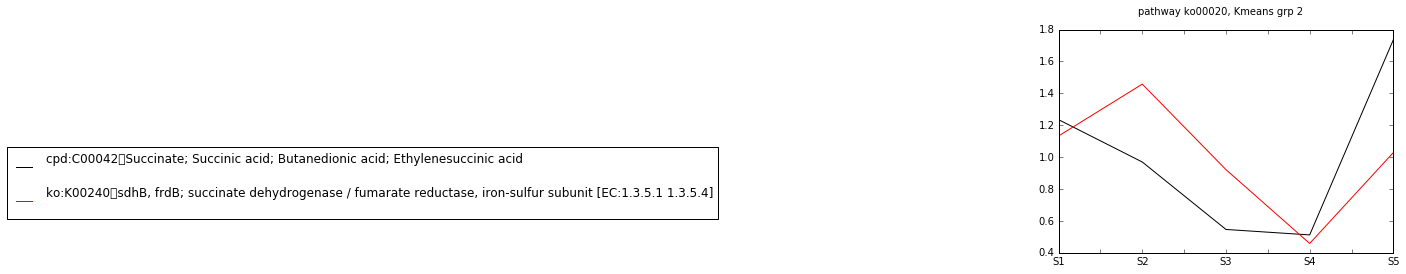 pathway ko00020, Kmeans grp 2
1.8
1.6
1.4
1.2
1.0
0.8
0.6
0.4
S1 S2 S3 S4 S5
cpd:C00042▯Succinate; Succinic acid; Butanedionic acid; Ethylenesuccinic acid
ko:K00240▯sdhB, frdB; succinate dehydrogenase / fumarate reductase, iron-sulfur subunit [EC:1.3.5.1 1.3.5.4]